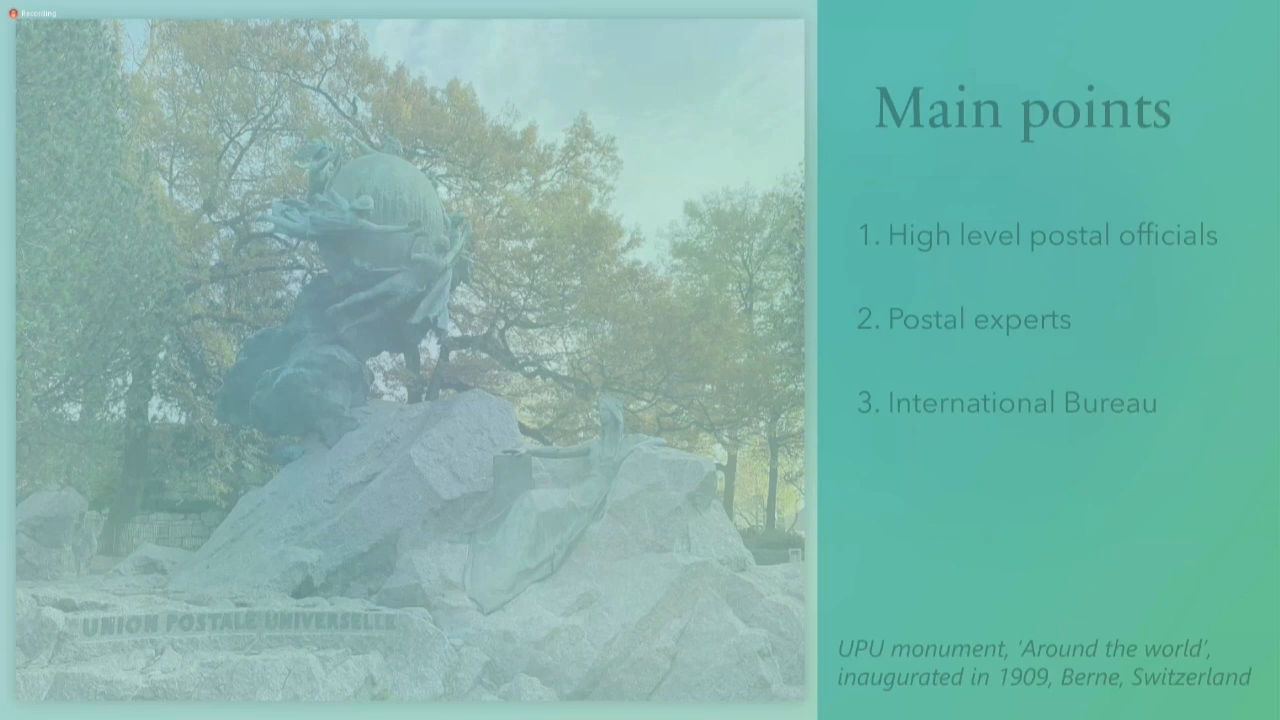 Recording
Main points
1. High level postal officials
2. Postal experts
3. International Bureau
UNION POSTALE UNIVERSELLE
UPU monument, ‘Around the world’,
inaugurated in 1909, Berne, Switzerland